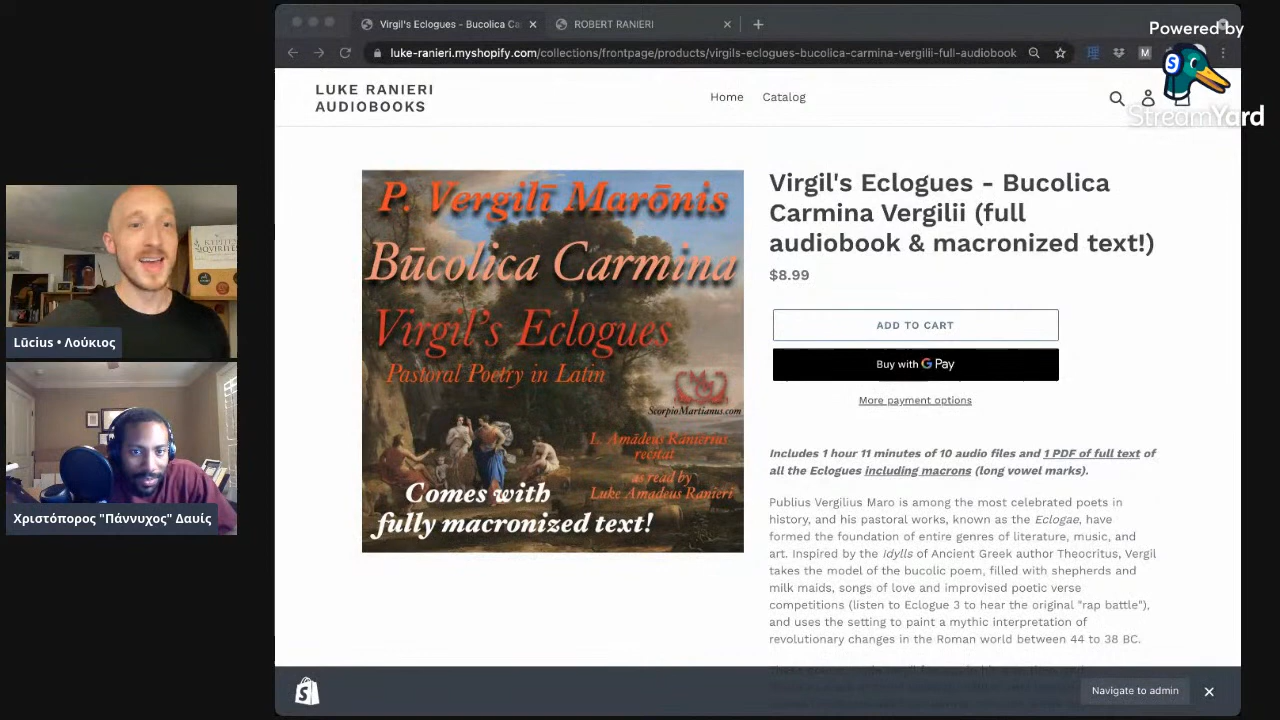 Virgil's Eclogues - Bucolica Ca
ROBERT RANIERI
luke-ranieri.myshopify.com/collections/frontpage/products/virgils-eclogues-bucolica-carmina-vergilii-full-audiobook
Powered by
StreamYard
LUKE RANIERI
AUDIOBOOKS
Home
Catalog
P. Vergilī Marōnis
Būcolica Carmina
Virgil's Eclogues
Pastoral Poetry in Latin
ScorpioMartianus.com
L. Amādeus Rānierius
recitat
as read by
Luke Amadeus Ranieri
Comes with
fully macronized text!
Virgil's Eclogues - Bucolica
Carmina Vergilii (full
audiobook & macronized text!)
$8.99
ADD TO CART
Buy with G Pay
More payment options
Includes 1 hour 11 minutes of 10 audio files and 1 PDF of full text of
all the Eclogues including macrons (long vowel marks).
Publius Vergilius Maro is among the most celebrated poets in
history, and his pastoral works, known as the Eclogae, have
formed the foundation of entire genres of literature, music, and
art. Inspired by the Idylls of Ancient Greek author Theocritus, Vergil
takes the model of the bucolic poem, filled with shepherds and
milk maids, songs of love and improvised poetic verse
competitions (listen to Eclogue 3 to hear the original "rap battle"),
and uses the setting to paint a mythic interpretation of
revolutionary changes in the Roman world between 44 to 38 BC.
Navigate to admin
Lūcius • Λούκιος
Χριστόπορος "Πάννυχος" Δαυίς